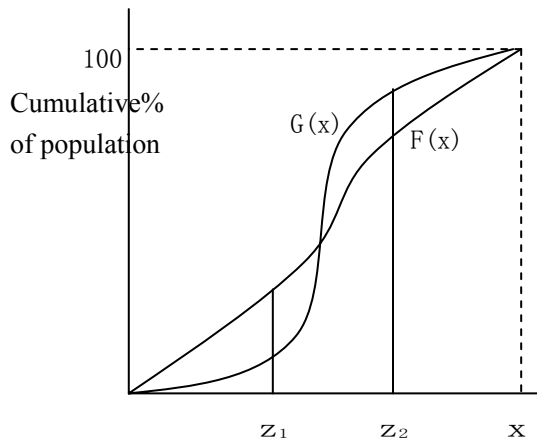 100
Cumulative%
of population
G(x)
F(x)
z₁
z₂
x